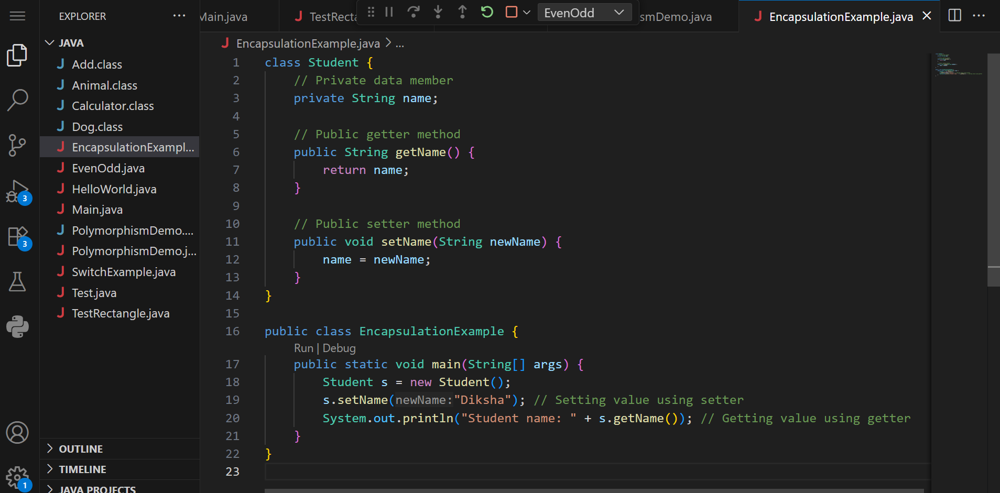 EXPLORER
JAVA
Add.class
Animal.class
Calculator.class
Dog.class
EncapsulationExampl...
EvenOdd.java
HelloWorld.java
Main.java
PolymorphismDemo....
PolymorphismDemo.j...
SwitchExample.java
Test.java
TestRectangle.java
OUTLINE
TIMELINE
JAVA PROJECTS
3
3
1
Main.java
TestRecta
EvenOdd
smDemo.java
EncapsulationExample.java
EncapsulationExample.java > ...
1 class Student {
2 // Private data member
3 private String name;
4
5 // Public getter method
6 public String getName() {
7 return name;
8 }
9
10 // Public setter method
11 public void setName(String newName) {
12 name = newName;
13 }
14 }
15
16 public class EncapsulationExample {
Run | Debug
17 public static void main(String[] args) {
18 Student s = new Student();
19 s.setName(newName:"Diksha"); // Setting value using setter
20 System.out.println("Student name: " + s.getName()); // Getting value using getter
21 }
22 }
23